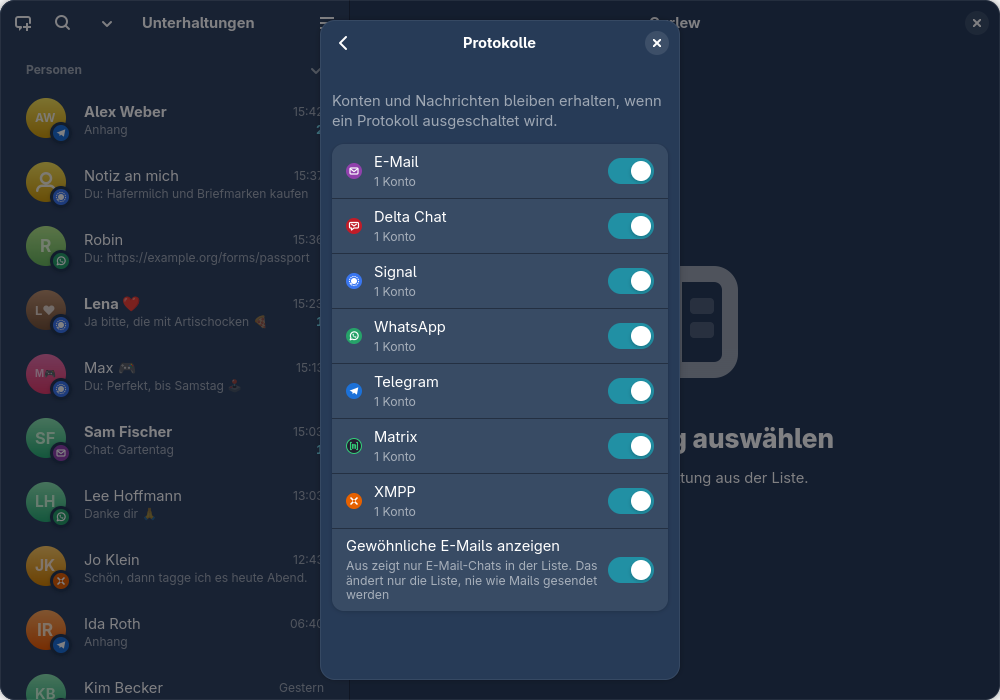 Unterhaltungen
Personen
AW
Alex Weber
15:42
Anhang
Notiz an mich
15:37
Du: Hafermilch und Briefmarken kaufen
R
Robin
15:36
Du: https://example.org/forms/passport
L
Lena ❤️
15:23
Ja bitte, die mit Artischocken 🍕
M
Max 🎮
Du: Perfekt, bis Samstag 🕹️
SF
Sam Fischer
15:03
Chat: Gartentag
LH
Lee Hoffmann
13:03
Danke dir 🙏
JK
Jo Klein
12:43
Schön, dann tagge ich es heute Abend.
IR
Ida Roth
06:40
Anhang
KB
Kim Becker
Gestern
Protokolle
Konten und Nachrichten bleiben erhalten, wenn
ein Protokoll ausgeschaltet wird.
E-Mail
1 Konto
Delta Chat
1 Konto
Signal
1 Konto
WhatsApp
1 Konto
Telegram
1 Konto
Matrix
1 Konto
XMPP
1 Konto
Gewöhnliche E-Mails anzeigen
Aus zeigt nur E-Mail-Chats in der Liste. Das
ändert nur die Liste, nie wie Mails gesendet
werden
auswählen
aus der Liste.